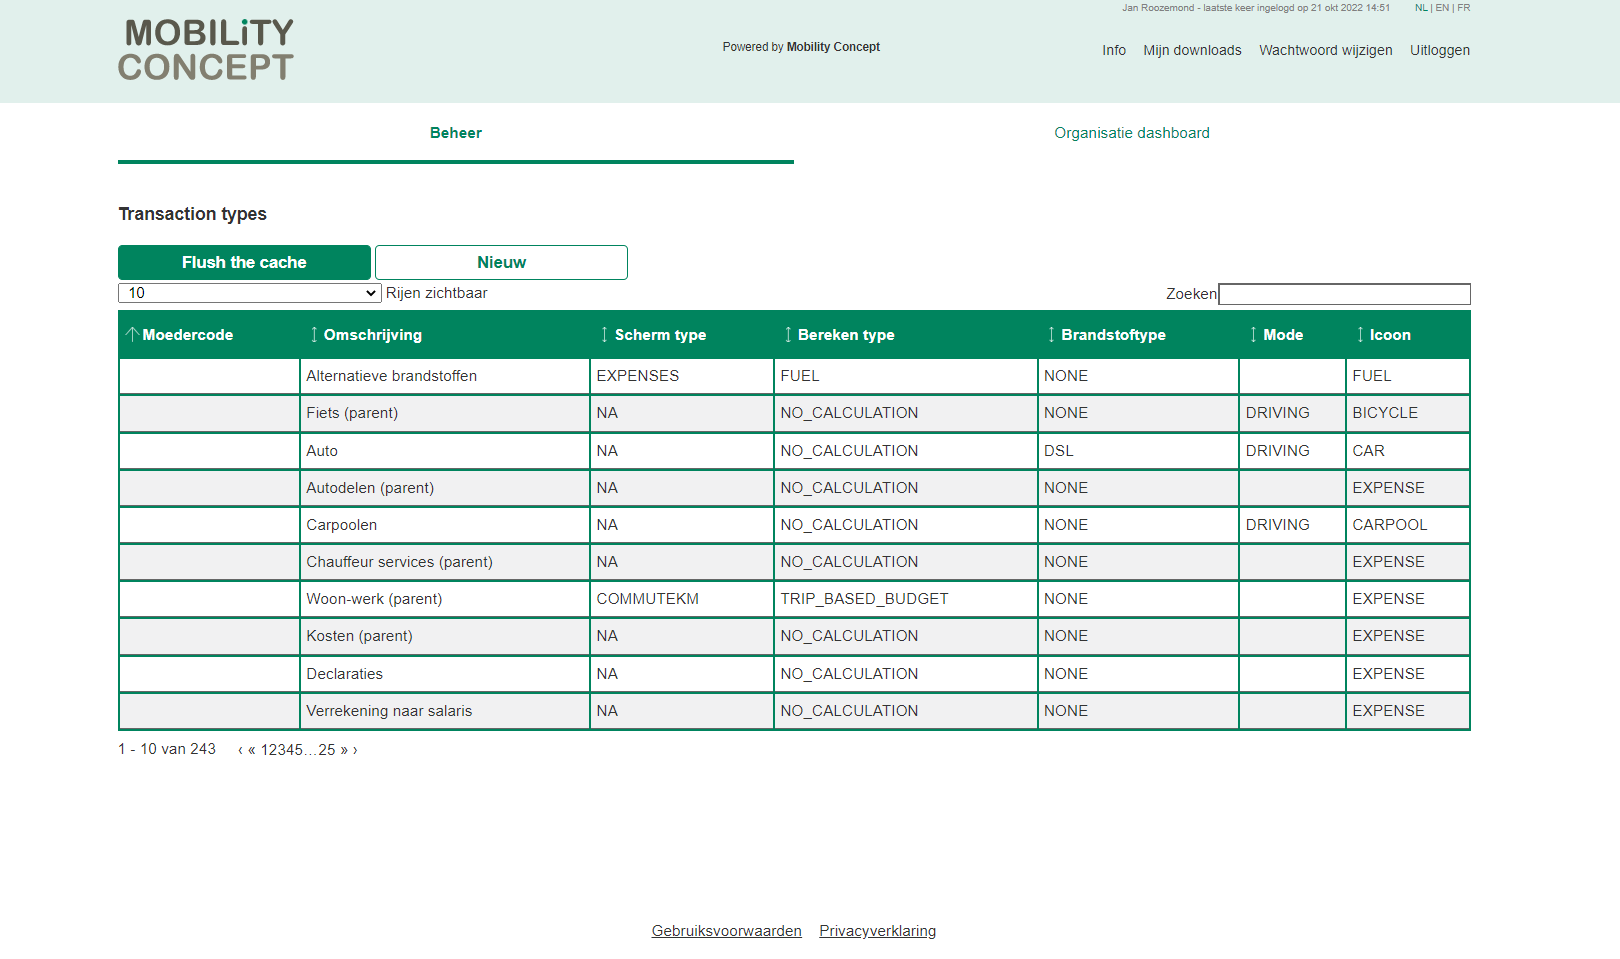 Jan Roozemond - laatste keer ingelogd op 21 okt 2022 14:51 NL | EN | FR
MOBiLiTY
CONCEPT
Powered by Mobility Concept
Info Mijn downloads Wachtwoord wijzigen Uitloggen
Beheer Organisatie dashboard
Transaction types
Flush the cache Nieuw
10 Rijen zichtbaar Zoeken
Moedercode Omschrijving Scherm type Bereken type Brandstoftype Mode Icoon
Alternatieve brandstoffen EXPENSES FUEL NONE FUEL
Fiets (parent) NA NO_CALCULATION NONE DRIVING BICYCLE
Auto NA NO_CALCULATION DSL DRIVING CAR
Autodelen (parent) NA NO_CALCULATION NONE EXPENSE
Carpoolen NA NO_CALCULATION NONE DRIVING CARPOOL
Chauffeur services (parent) NA NO_CALCULATION NONE EXPENSE
Woon-werk (parent) COMMUTEKM TRIP_BASED_BUDGET NONE EXPENSE
Kosten (parent) NA NO_CALCULATION NONE EXPENSE
Declaraties NA NO_CALCULATION NONE EXPENSE
Verrekening naar salaris NA NO_CALCULATION NONE EXPENSE
1 - 10 van 243 ‹ « 12345...25 » ›
Gebruiksvoorwaarden Privacyverklaring